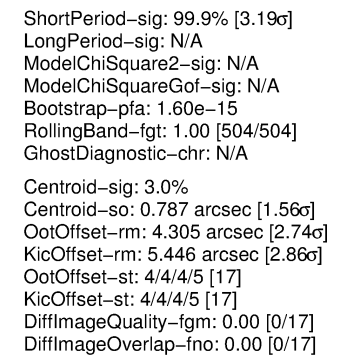 ShortPeriod−sig: 99.9% [3.19σ]
LongPeriod−sig: N/A
ModelChiSquare2−sig: N/A
ModelChiSquareGof−sig: N/A
Bootstrap−pfa: 1.60e−15
RollingBand−fgt: 1.00 [504/504]
GhostDiagnostic−chr: N/A
Centroid−sig: 3.0%
Centroid−so: 0.787 arcsec [1.56σ]
OotOffset−rm: 4.305 arcsec [2.74σ]
KicOffset−rm: 5.446 arcsec [2.86σ]
OotOffset−st: 4/4/4/5 [17]
KicOffset−st: 4/4/4/5 [17]
DiffImageQuality−fgm: 0.00 [0/17]
DiffImageOverlap−fno: 0.00 [0/17]